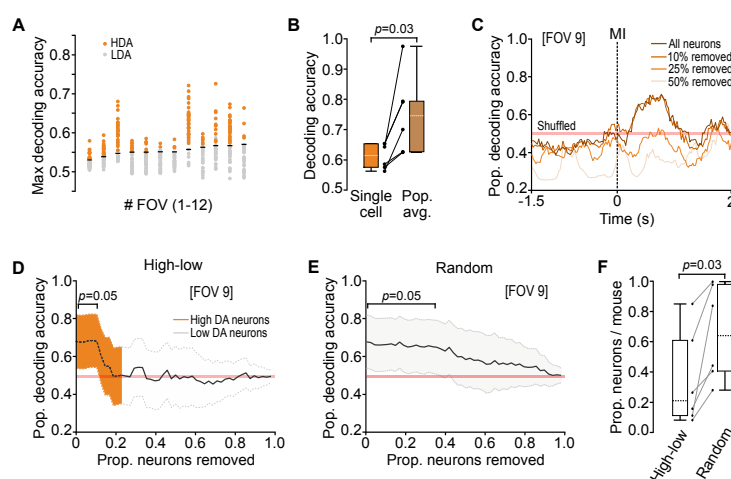 A
HDA
LDA
Max decoding accuracy
0.8
0.7
0.6
0.5
# FOV (1-12)
B
p=0.03
Decoding accuracy
1.0
0.8
0.6
0.4
0.2
0
Single cell
Pop. avg.
C
[FOV 9]
MI
All neurons
10% removed
25% removed
50% removed
Shuffled
Pop. decoding accuracy
1.0
0.8
0.6
0.4
0.2
-1.5
0
2
Time (s)
D
High-low
p=0.05
[FOV 9]
High DA neurons
Low DA neurons
Pop. decoding accuracy
1.0
0.8
0.6
0.4
0.2
0
0.2
0.4
0.6
0.8
1.0
Prop. neurons removed
E
Random
p=0.05
[FOV 9]
Pop. decoding accuracy
1.0
0.8
0.6
0.4
0.2
0
0.2
0.4
0.6
0.8
1.0
Prop. neurons removed
F
p=0.03
Prop. neurons / mouse
1.0
0.8
0.6
0.4
0.2
0
High-low
Random